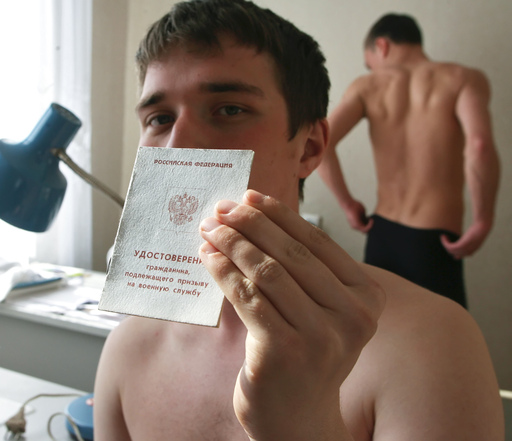 РОССИЙСКАЯ ФЕДЕРАЦИЯ
УДОСТОВЕРЕН
гражданина,
подлежащего призыву
на военную службу